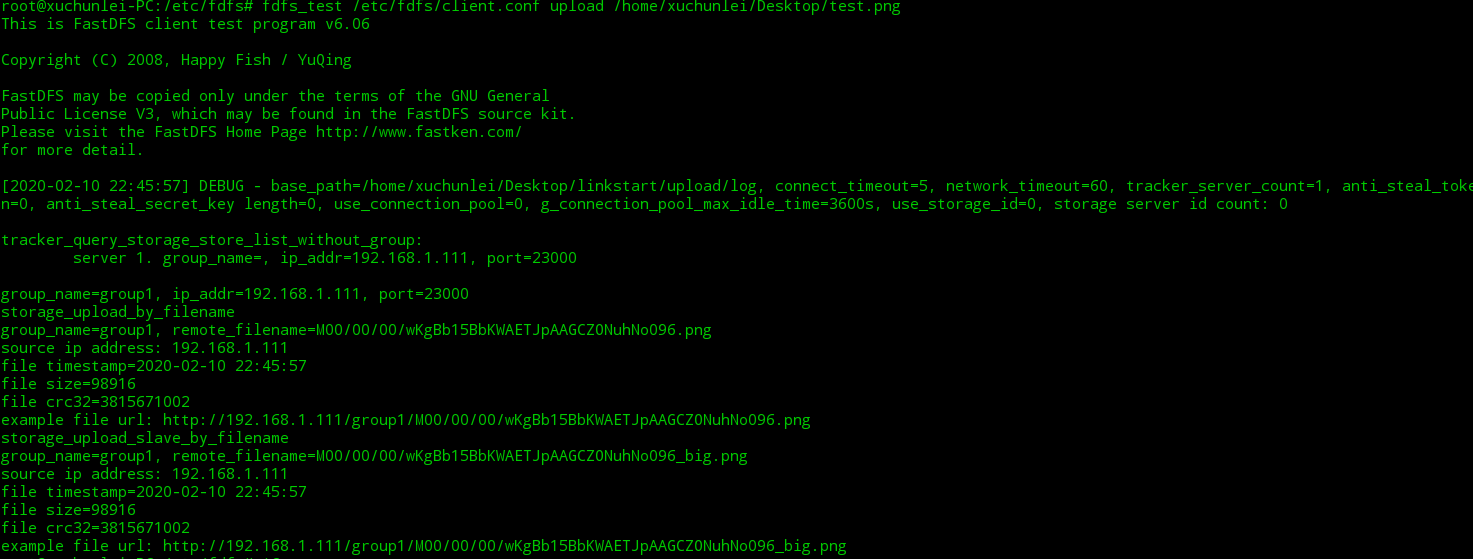 root@xuchunlei-PC:/etc/fdfs# fdfs_test /etc/fdfs/client.conf upload /home/xuchunlei/Desktop/test.png
This is FastDFS client test program v6.06
Copyright (C) 2008, Happy Fish / YuQing
FastDFS may be copied only under the terms of the GNU General
Public License V3, which may be found in the FastDFS source kit.
Please visit the FastDFS Home Page http://www.fastken.com/
for more detail.
[2020-02-10 22:45:57] DEBUG - base_path=/home/xuchunlei/Desktop/linkstart/upload/log, connect_timeout=5, network_timeout=60, tracker_server_count=1, anti_steal_toke
n=0, anti_steal_secret_key length=0, use_connection_pool=0, g_connection_pool_max_idle_time=3600s, use_storage_id=0, storage server id count: 0
tracker_query_storage_store_list_without_group:
server 1. group_name=, ip_addr=192.168.1.111, port=23000
group_name=group1, ip_addr=192.168.1.111, port=23000
storage_upload_by_filename
group_name=group1, remote_filename=M00/00/00/wKgBb15BbKWAETJpAAGCZ0NuhNo096.png
source ip address: 192.168.1.111
file timestamp=2020-02-10 22:45:57
file size=98916
file crc32=3815671002
example file url: http://192.168.1.111/group1/M00/00/00/wKgBb15BbKWAETJpAAGCZ0NuhNo096.png
storage_upload_slave_by_filename
group_name=group1, remote_filename=M00/00/00/wKgBb15BbKWAETJpAAGCZ0NuhNo096_big.png
source ip address: 192.168.1.111
file timestamp=2020-02-10 22:45:57
file size=98916
file crc32=3815671002
example file url: http://192.168.1.111/group1/M00/00/00/wKgBb15BbKWAETJpAAGCZ0NuhNo096_big.png